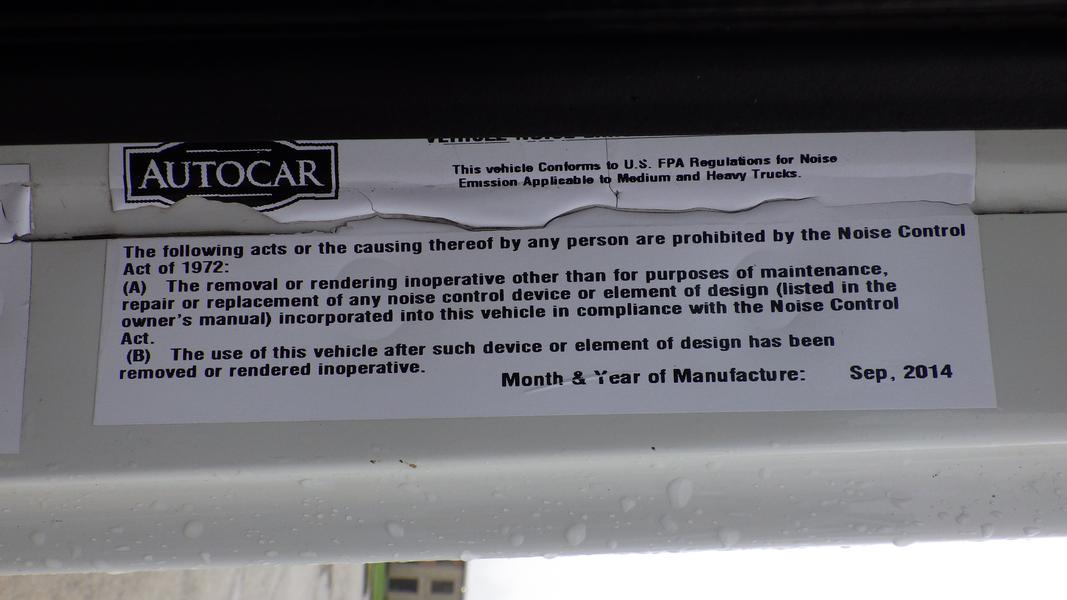 AUTOCAR
VEHICLE NOISE
This vehicle Conforms to U.S. FPA Regulations for Noise
Emission Applicable to Medium and Heavy Trucks.
The following acts or the causing thereof by any person are prohibited by the Noise Control
Act of 1972:
(A) The removal or rendering inoperative other than for purposes of maintenance,
repair or replacement of any noise control device or element of design (listed in the
owner's manual) incorporated into this vehicle in compliance with the Noise Control
Act.
(B) The use of this vehicle after such device or element of design has been
removed or rendered inoperative.
Month & Year of Manufacture: Sep, 2014